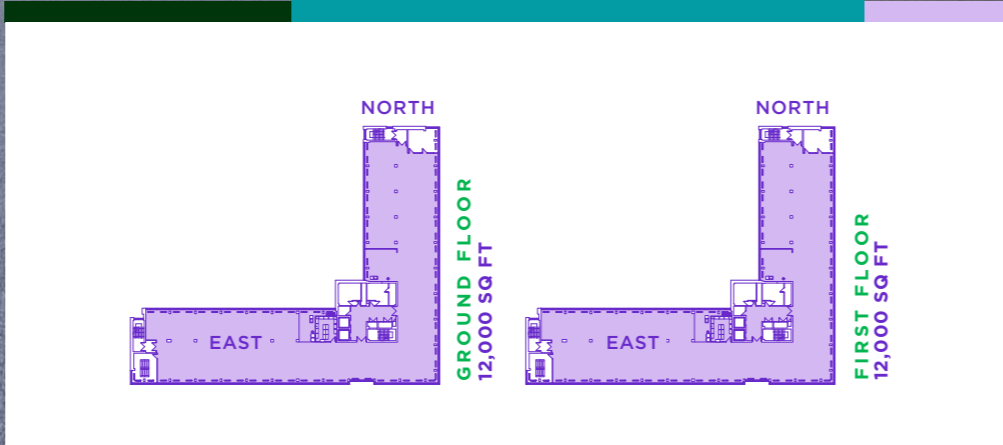 NORTH
EAST
GROUND FLOOR
12,000 SQ FT
NORTH
EAST
FIRST FLOOR
12,000 SQ FT